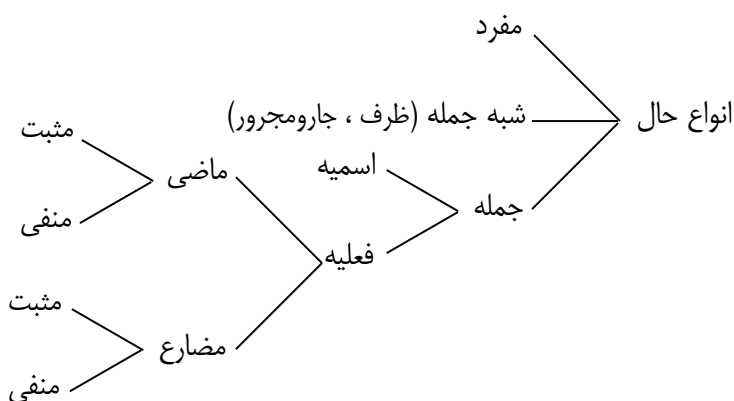 مفرد
انواع حال
شبه جمله (ظرف ، جارومجرور)
مثبت
اسمیه
ماضی
جمله
منفی
فعلیه
مثبت
مضارع
منفی